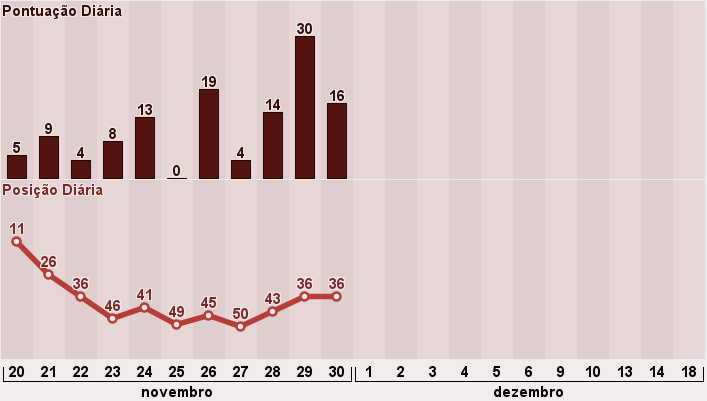 Pontuação Diária
5 9 4 8 13 0 19 4 14 30 16
Posição Diária
11 26 36 46 41 49 45 50 43 36 36
20 21 22 23 24 25 26 27 28 29 30 1 2 3 4 5 6 9 10 13 14 18
novembro dezembro